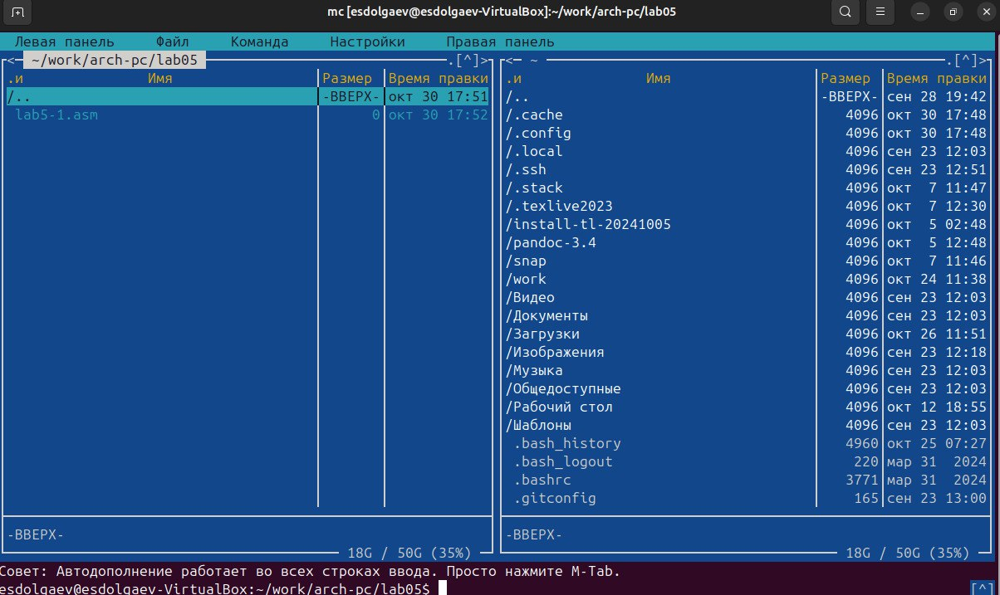 mc [esdolgaev@esdolgaev-VirtualBox]:~/work/arch-pc/lab05
Левая панель Файл Команда Настройки Правая панель
<─ ~/work/arch-pc/lab05 .[^]>
.и Имя Размер Время правки
/.. -ВВЕРХ- окт 30 17:51
lab5-1.asm 0 окт 30 17:52
-ВВЕРХ-
18G / 50G (35%)
<─ ~ .[^]>
.и Имя Размер Время правки
/.. -ВВЕРХ- сен 28 19:42
/.cache 4096 окт 30 17:48
/.config 4096 окт 30 17:48
/.local 4096 сен 23 12:03
/.ssh 4096 сен 23 12:51
/.stack 4096 окт 7 11:47
/.texlive2023 4096 окт 7 12:30
/install-tl-20241005 4096 окт 5 02:48
/pandoc-3.4 4096 окт 5 12:48
/snap 4096 окт 7 11:46
/work 4096 окт 24 11:38
/Видео 4096 сен 23 12:03
/Документы 4096 сен 23 12:03
/Загрузки 4096 окт 26 11:51
/Изображения 4096 сен 23 12:18
/Музыка 4096 сен 23 12:03
/Общедоступные 4096 сен 23 12:03
/Рабочий стол 4096 окт 12 18:55
/Шаблоны 4096 сен 23 12:03
.bash_history 4960 окт 25 07:27
.bash_logout 220 мар 31 2024
.bashrc 3771 мар 31 2024
.gitconfig 165 сен 23 13:00
-ВВЕРХ-
18G / 50G (35%)
Совет: Автодополнение работает во всех строках ввода. Просто нажмите M-Tab.
esdolgaev@esdolgaev-VirtualBox:~/work/arch-pc/lab05$ [^]